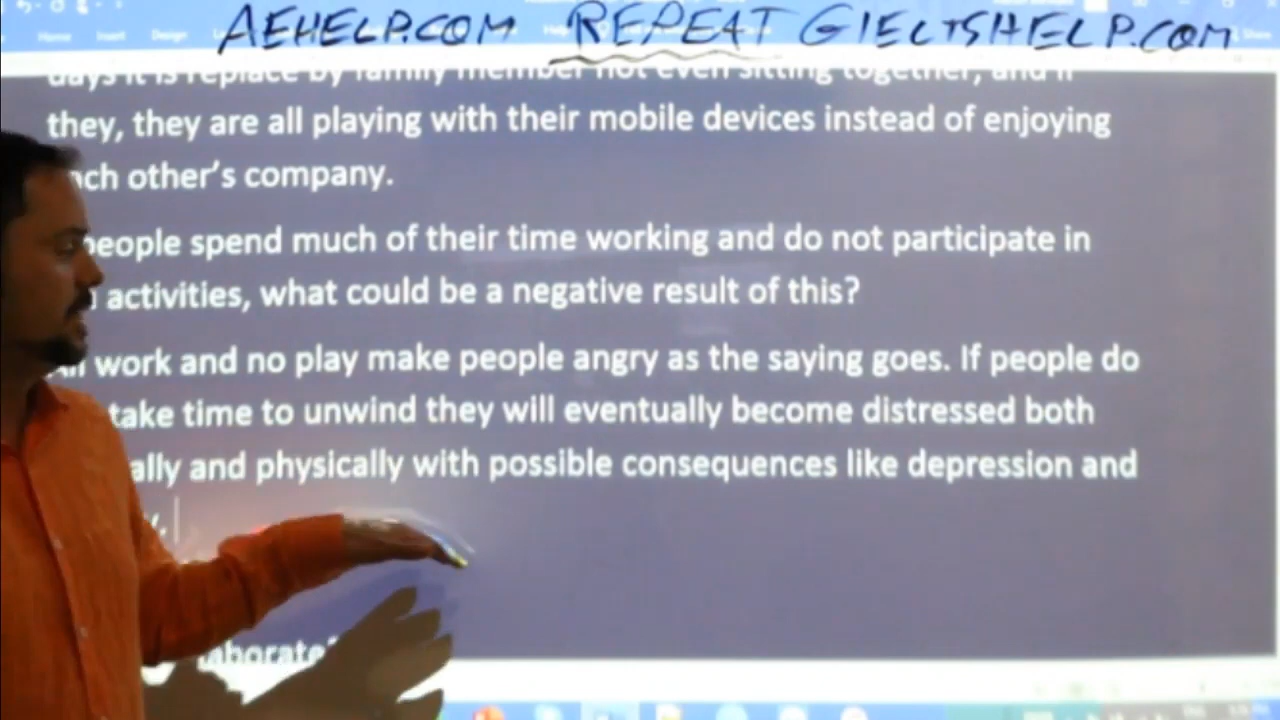 AEHELP.COM REPEAT GIELTSHELP.COM
Home Insert Design
days it is replace by family member not even sitting together, and if
they, they are all playing with their mobile devices instead of enjoying
ach other's company.
people spend much of their time working and do not participate in
activities, what could be a negative result of this?
work and no play make people angry as the saying goes. If people do
take time to unwind they will eventually become distressed both
ally and physically with possible consequences like depression and
y.
aborate?